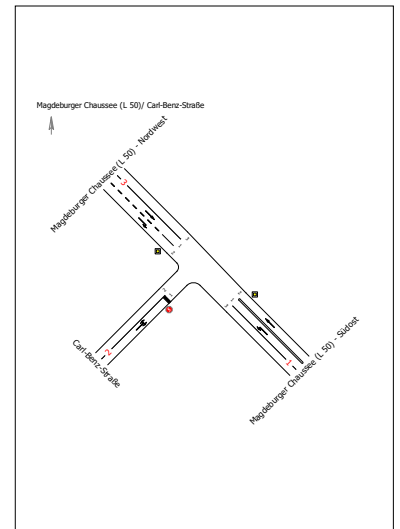 Magdeburger Chaussee (L 50)/ Carl-Benz-Straße
Magdeburger Chaussee (L 50) - Nordwest
3
2
Carl-Benz-Straße
1
Magdeburger Chaussee (L 50) - Südost